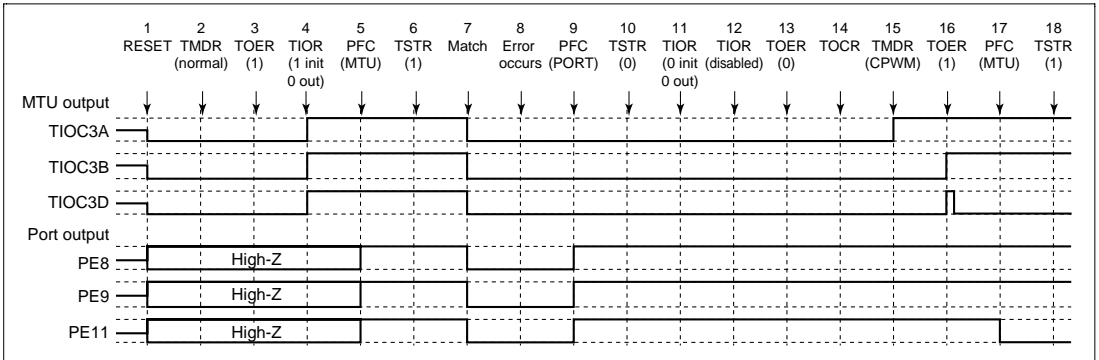 1 2 3 4 5 6 7 8 9 10 11 12 13 14 15 16 17 18
RESET TMDR TOER TIOR PFC TSTR Match Error PFC TSTR TIOR TIOR TOER TOCR TMDR TOER PFC TSTR
(normal) (1) (1 init (MTU) (1) occurs (PORT) (0) (0 init (disabled) (0) (CPWM) (1) (MTU) (1)
0 out) 0 out)
MTU output
TIOC3A
TIOC3B
TIOC3D
Port output
PE8 High-Z
PE9 High-Z
PE11 High-Z